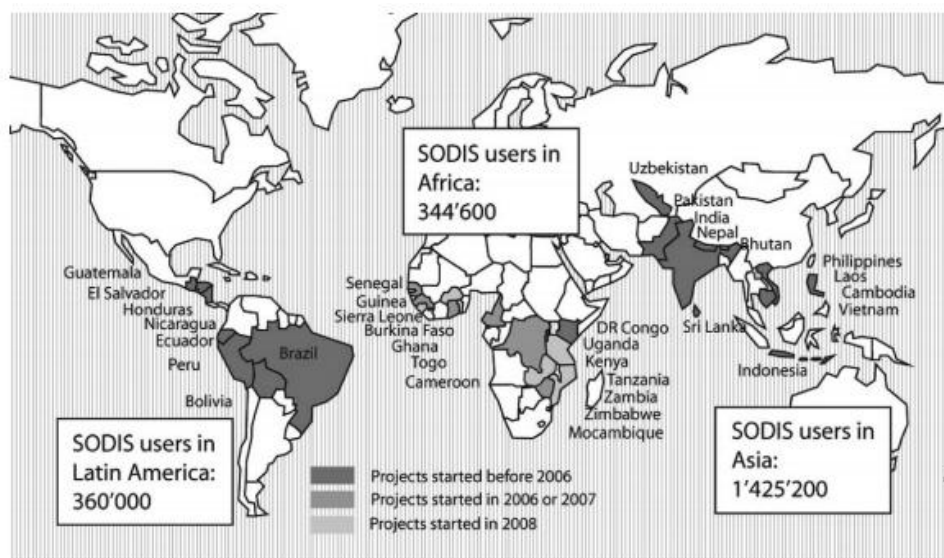 SODIS users in
Africa:
344'600
Uzbekistan
Pakistan
India
Nepal
Bhutan
Philippines
Laos
Cambodia
Vietnam
Sri Lanka
Indonesia
Guatemala
El Salvador
Honduras
Nicaragua
Ecuador
Peru
Brazil
Bolivia
Senegal
Guinea
Sierra Leone
Burkina Faso
Ghana
Togo
Cameroon
DR Congo
Uganda
Kenya
Tanzania
Zambia
Zimbabwe
Mocambique
SODIS users in
Latin America:
360'000
Projects started before 2006
Projects started in 2006 or 2007
Projects started in 2008
SODIS users in
Asia:
1'425'200